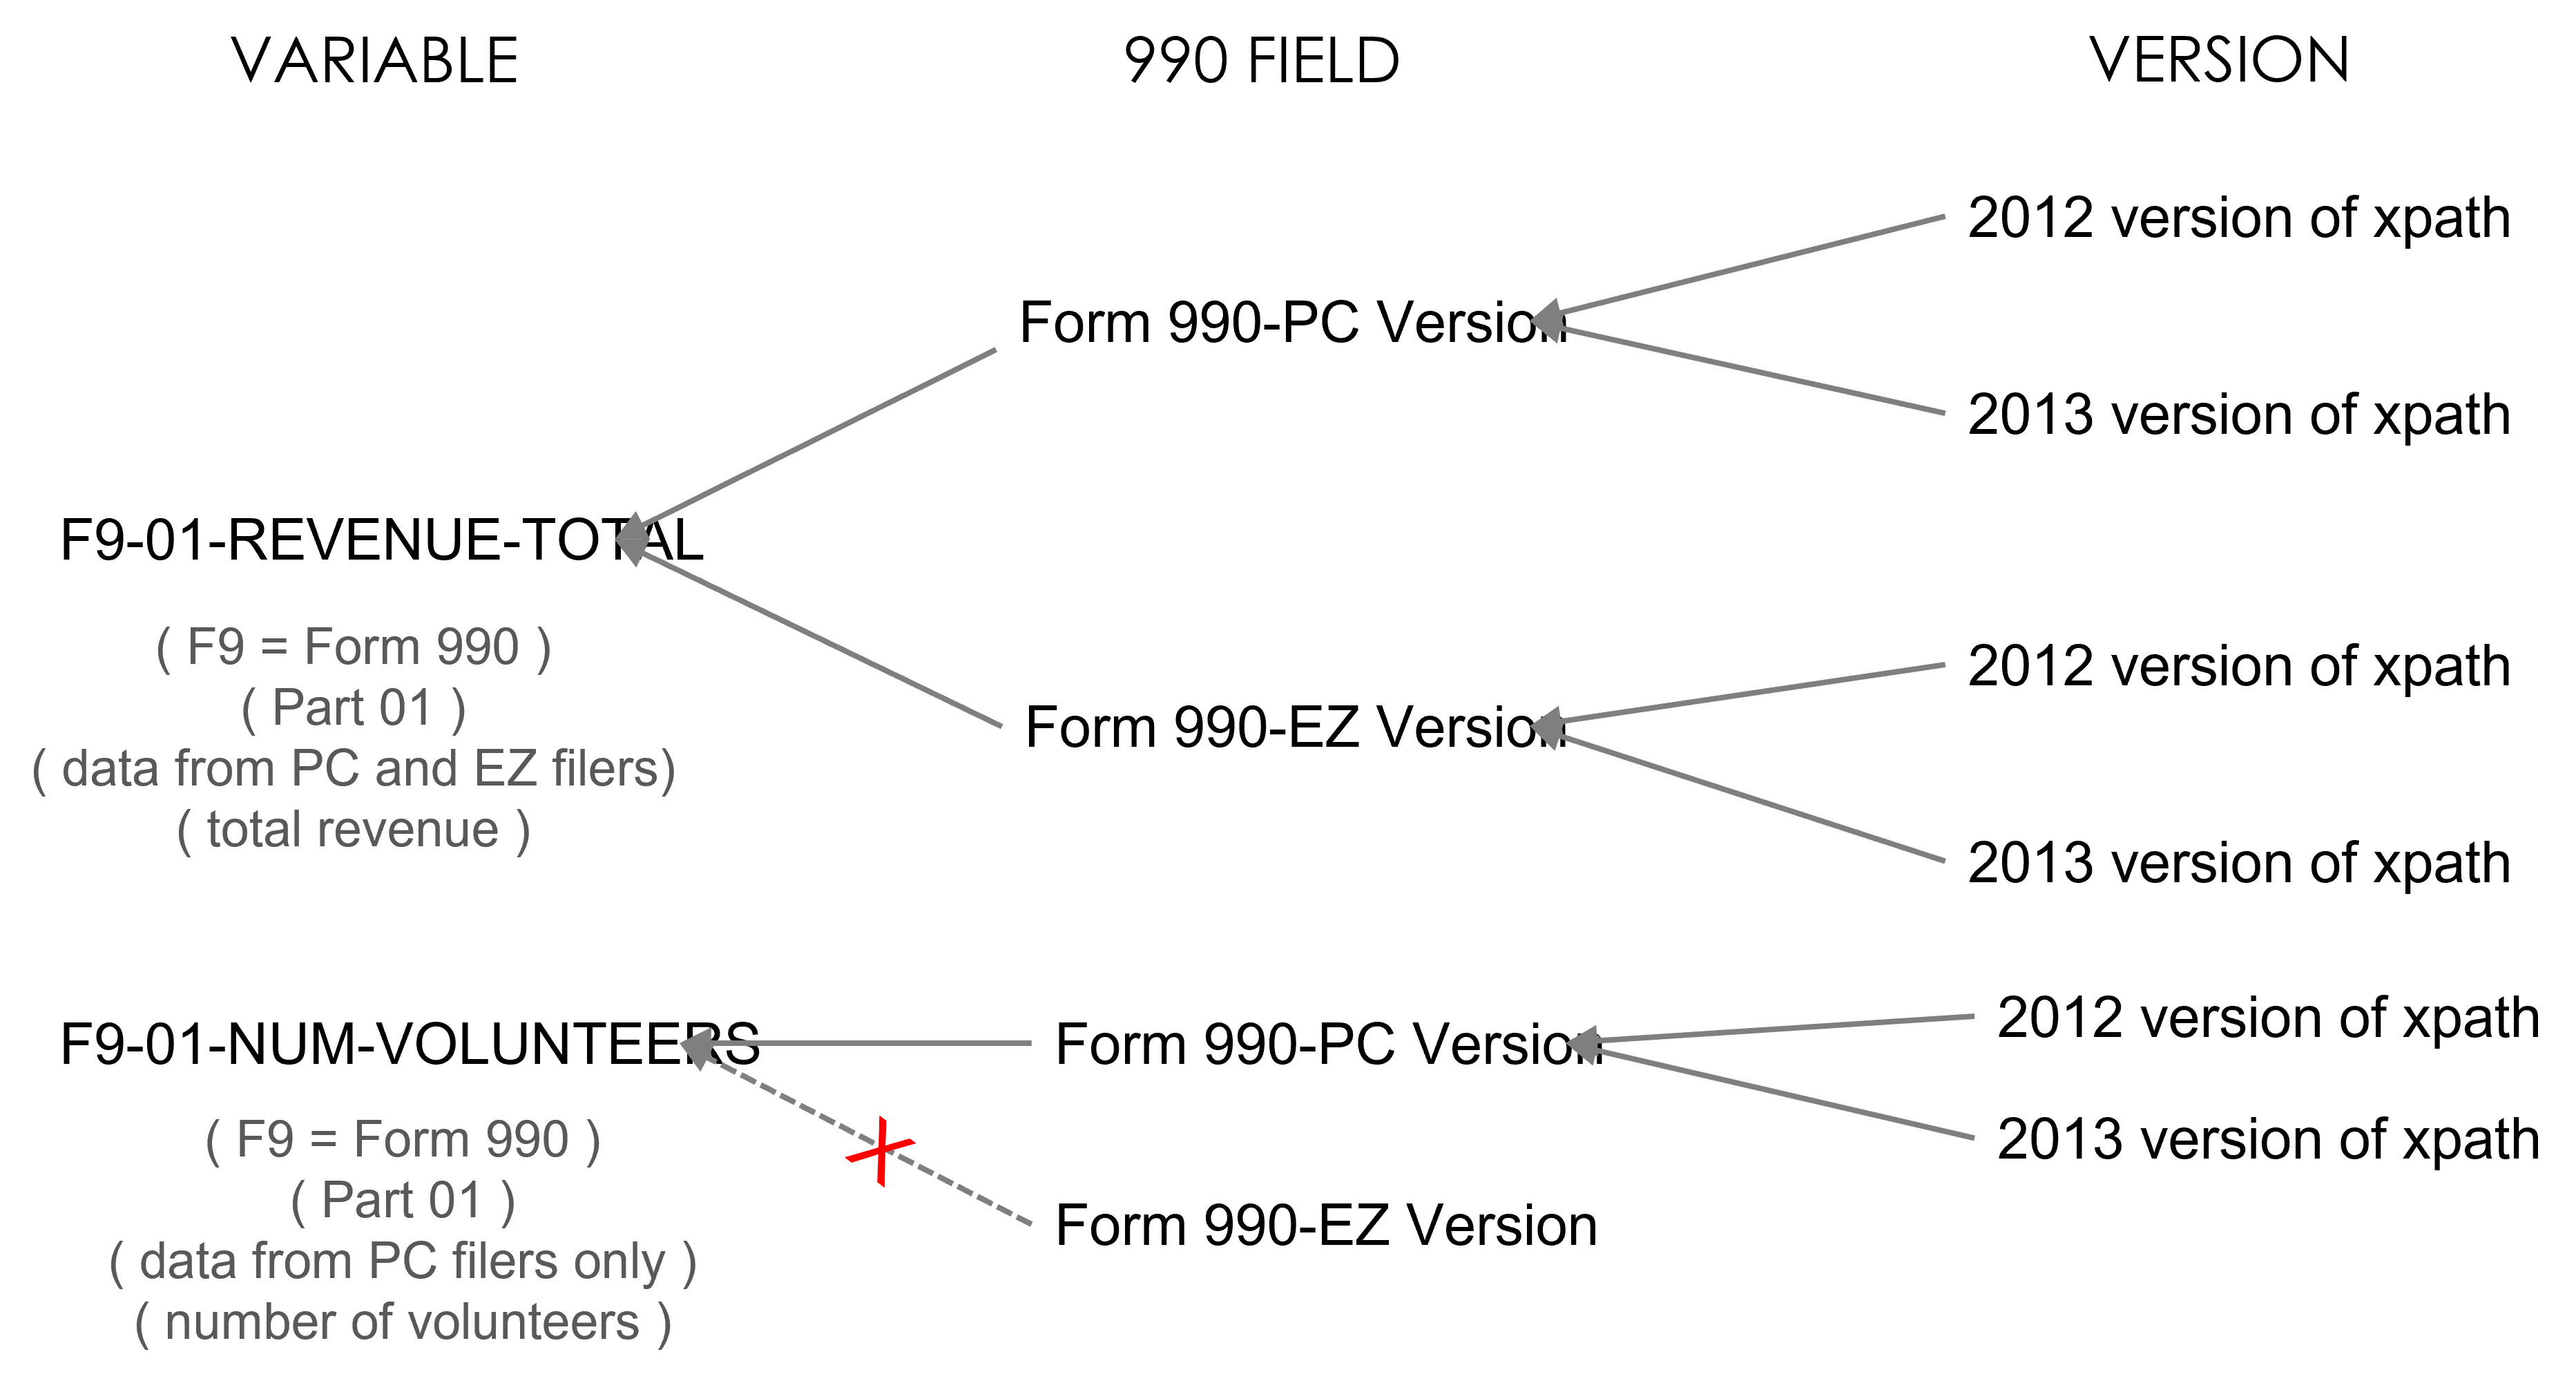 VARIABLE
990 FIELD
VERSION
2012 version of xpath
Form 990-PC Version
2013 version of xpath
F9-01-REVENUE-TOTAL
( F9 = Form 990 )
( Part 01 )
( data from PC and EZ filers)
( total revenue )
2012 version of xpath
Form 990-EZ Version
2013 version of xpath
F9-01-NUM-VOLUNTEERS
Form 990-PC Version
2012 version of xpath
2013 version of xpath
( F9 = Form 990 )
( Part 01 )
( data from PC filers only )
( number of volunteers )
Form 990-EZ Version